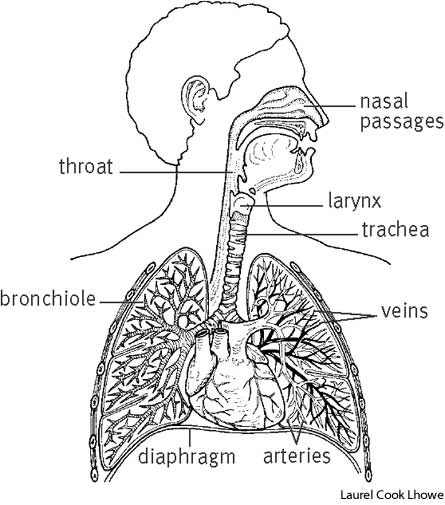 nasal
passages
throat
larynx
trachea
bronchiole
veins
diaphragm
arteries
Laurel Cook Lhowe